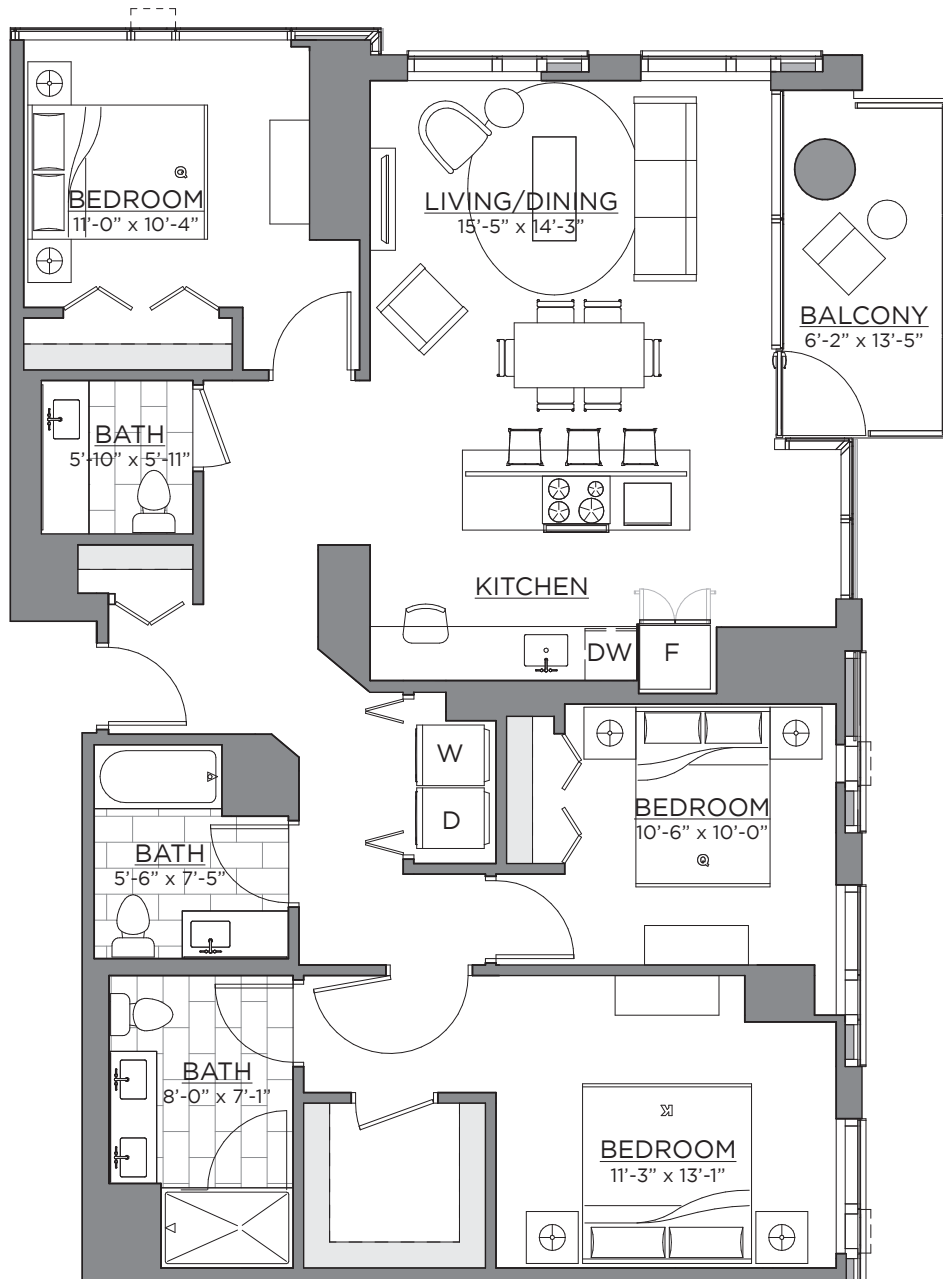 BEDROOM
11’-0” x 10’-4”
LIVING/DINING
15’-5” x 14’-3”
BALCONY
6’-2” x 13’-5”
BATH
5’-10” x 5’-11”
KITCHEN
DW
F
W
D
BEDROOM
10’-6” x 10’-0”
BATH
5’-6” x 7’-5”
BATH
8’-0” x 7’-1”
BEDROOM
11’-3” x 13’-1”
Q
Q
K